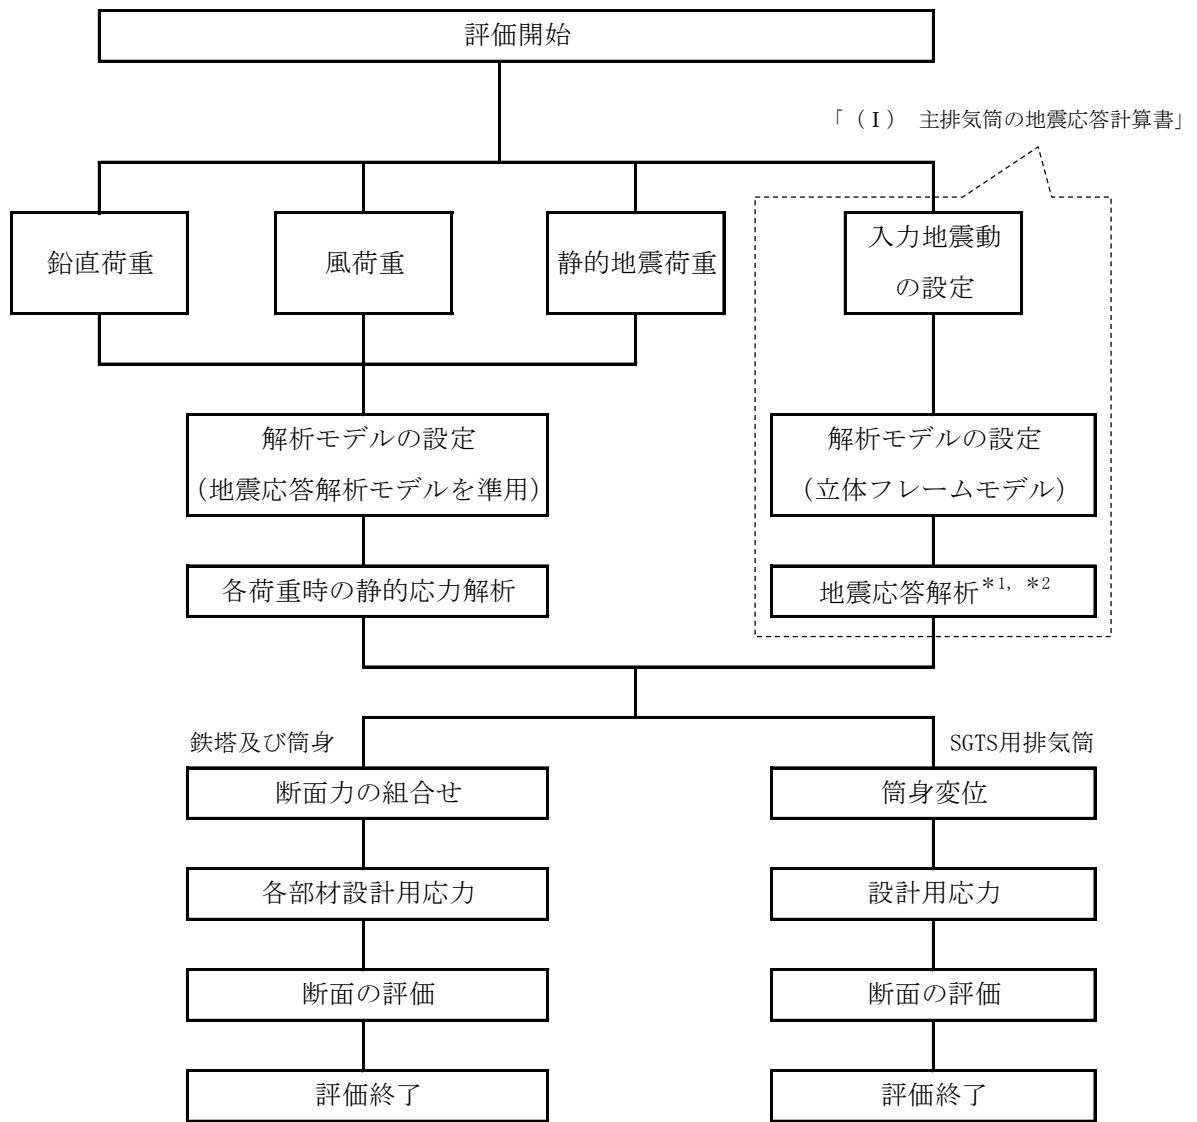 評価開始
「（Ⅰ） 主排気筒の地震応答計算書」
鉛直荷重
風荷重
静的地震荷重
入力地震動
の設定
解析モデルの設定
（地震応答解析モデルを準用）
解析モデルの設定
（立体フレームモデル）
各荷重時の静的応力解析
地震応答解析＊1, ＊2
鉄塔及び筒身
SGTS用排気筒
断面力の組合せ
筒身変位
各部材設計用応力
設計用応力
断面の評価
断面の評価
評価終了
評価終了